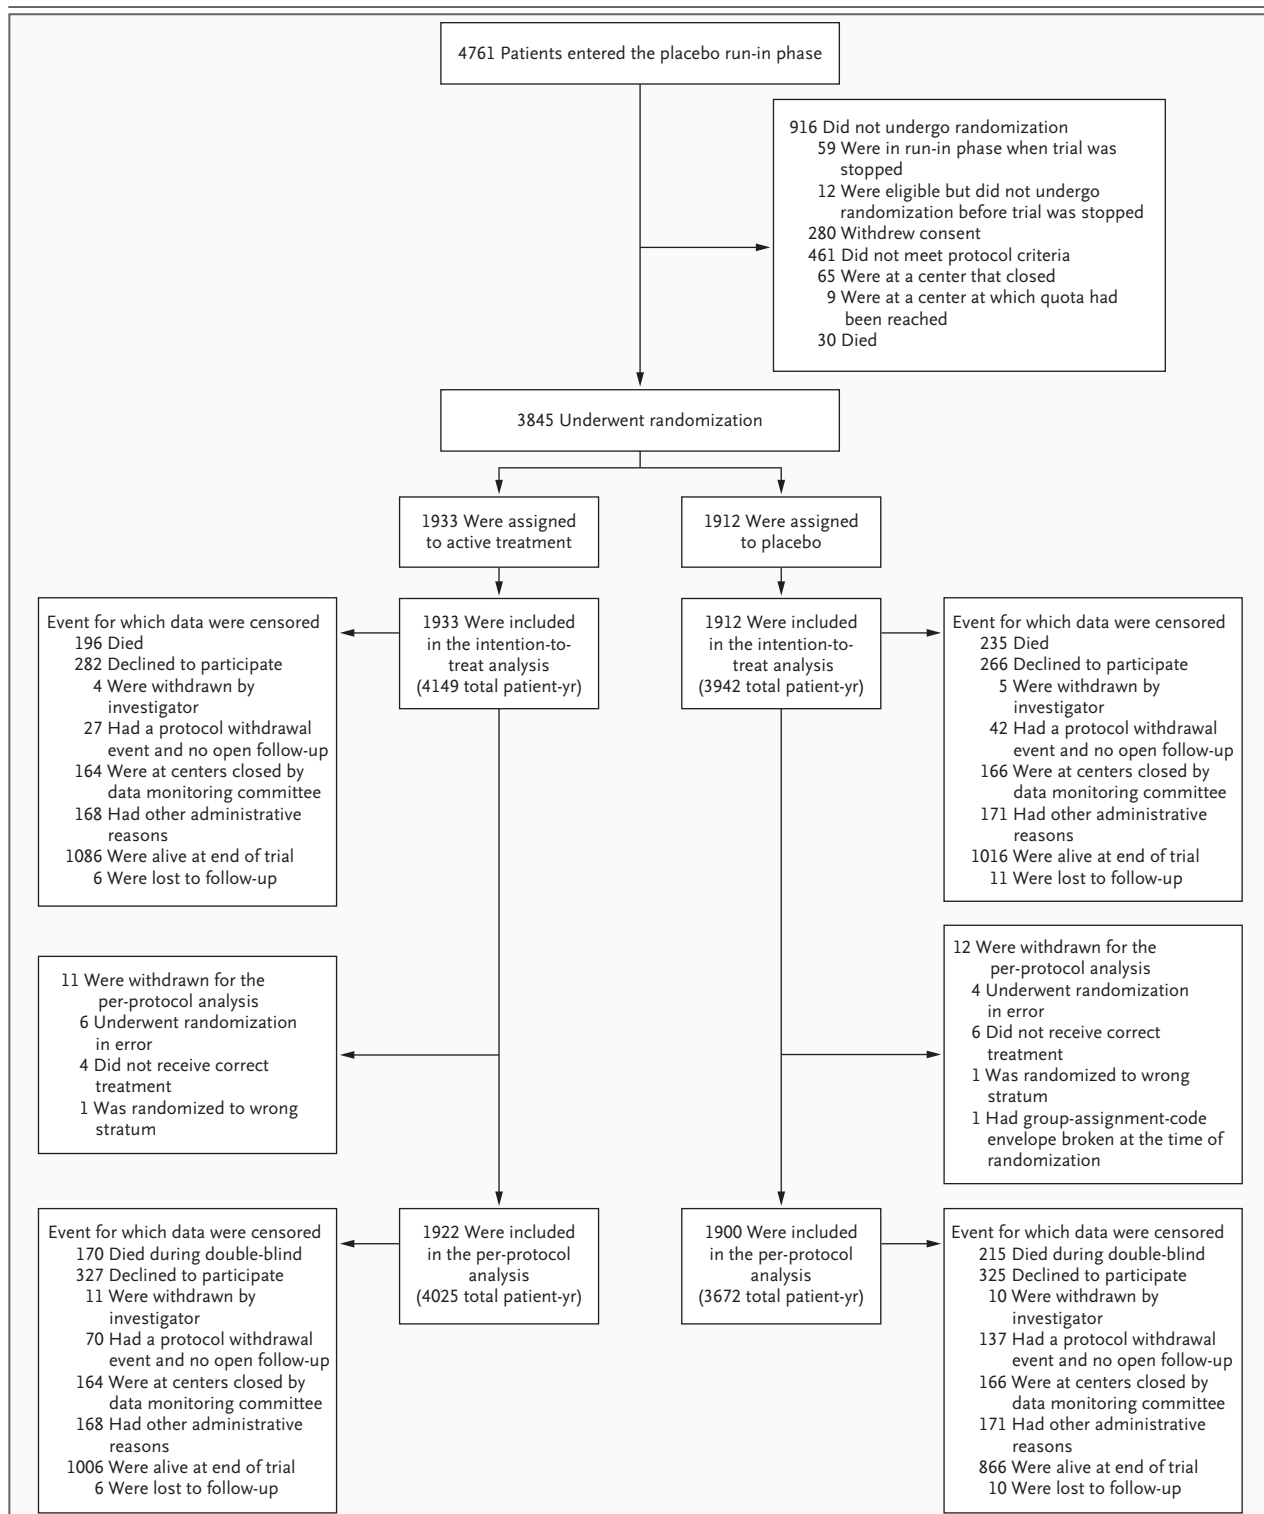 4761 Patients entered the placebo run-in phase
916 Did not undergo randomization
59 Were in run-in phase when trial was
stopped
12 Were eligible but did not undergo
randomization before trial was stopped
280 Withdrew consent
461 Did not meet protocol criteria
65 Were at a center that closed
9 Were at a center at which quota had
been reached
30 Died
3845 Underwent randomization
1933 Were assigned
to active treatment
1912 Were assigned
to placebo
Event for which data were censored
196 Died
282 Declined to participate
4 Were withdrawn by
investigator
27 Had a protocol withdrawal
event and no open follow-up
164 Were at centers closed by
data monitoring committee
168 Had other administrative
reasons
1086 Were alive at end of trial
6 Were lost to follow-up
1933 Were included
in the intention-to-
treat analysis
(4149 total patient-yr)
1912 Were included
in the intention-to-
treat analysis
(3942 total patient-yr)
Event for which data were censored
235 Died
266 Declined to participate
5 Were withdrawn by
investigator
42 Had a protocol withdrawal
event and no open follow-up
166 Were at centers closed by
data monitoring committee
171 Had other administrative
reasons
1016 Were alive at end of trial
11 Were lost to follow-up
11 Were withdrawn for the
per-protocol analysis
6 Underwent randomization
in error
4 Did not receive correct
treatment
1 Was randomized to wrong
stratum
12 Were withdrawn for the
per-protocol analysis
4 Underwent randomization
in error
6 Did not receive correct
treatment
1 Was randomized to wrong
stratum
1 Had group-assignment-code
envelope broken at the time of
randomization
Event for which data were censored
170 Died during double-blind
327 Declined to participate
11 Were withdrawn by
investigator
70 Had a protocol withdrawal
event and no open follow-up
164 Were at centers closed by
data monitoring committee
168 Had other administrative
reasons
1006 Were alive at end of trial
6 Were lost to follow-up
1922 Were included
in the per-protocol
analysis
(4025 total patient-yr)
1900 Were included
in the per-protocol
analysis
(3672 total patient-yr)
Event for which data were censored
215 Died during double-blind
325 Declined to participate
10 Were withdrawn by
investigator
137 Had a protocol withdrawal
event and no open follow-up
166 Were at centers closed by
data monitoring committee
171 Had other administrative
reasons
866 Were alive at end of trial
10 Were lost to follow-up